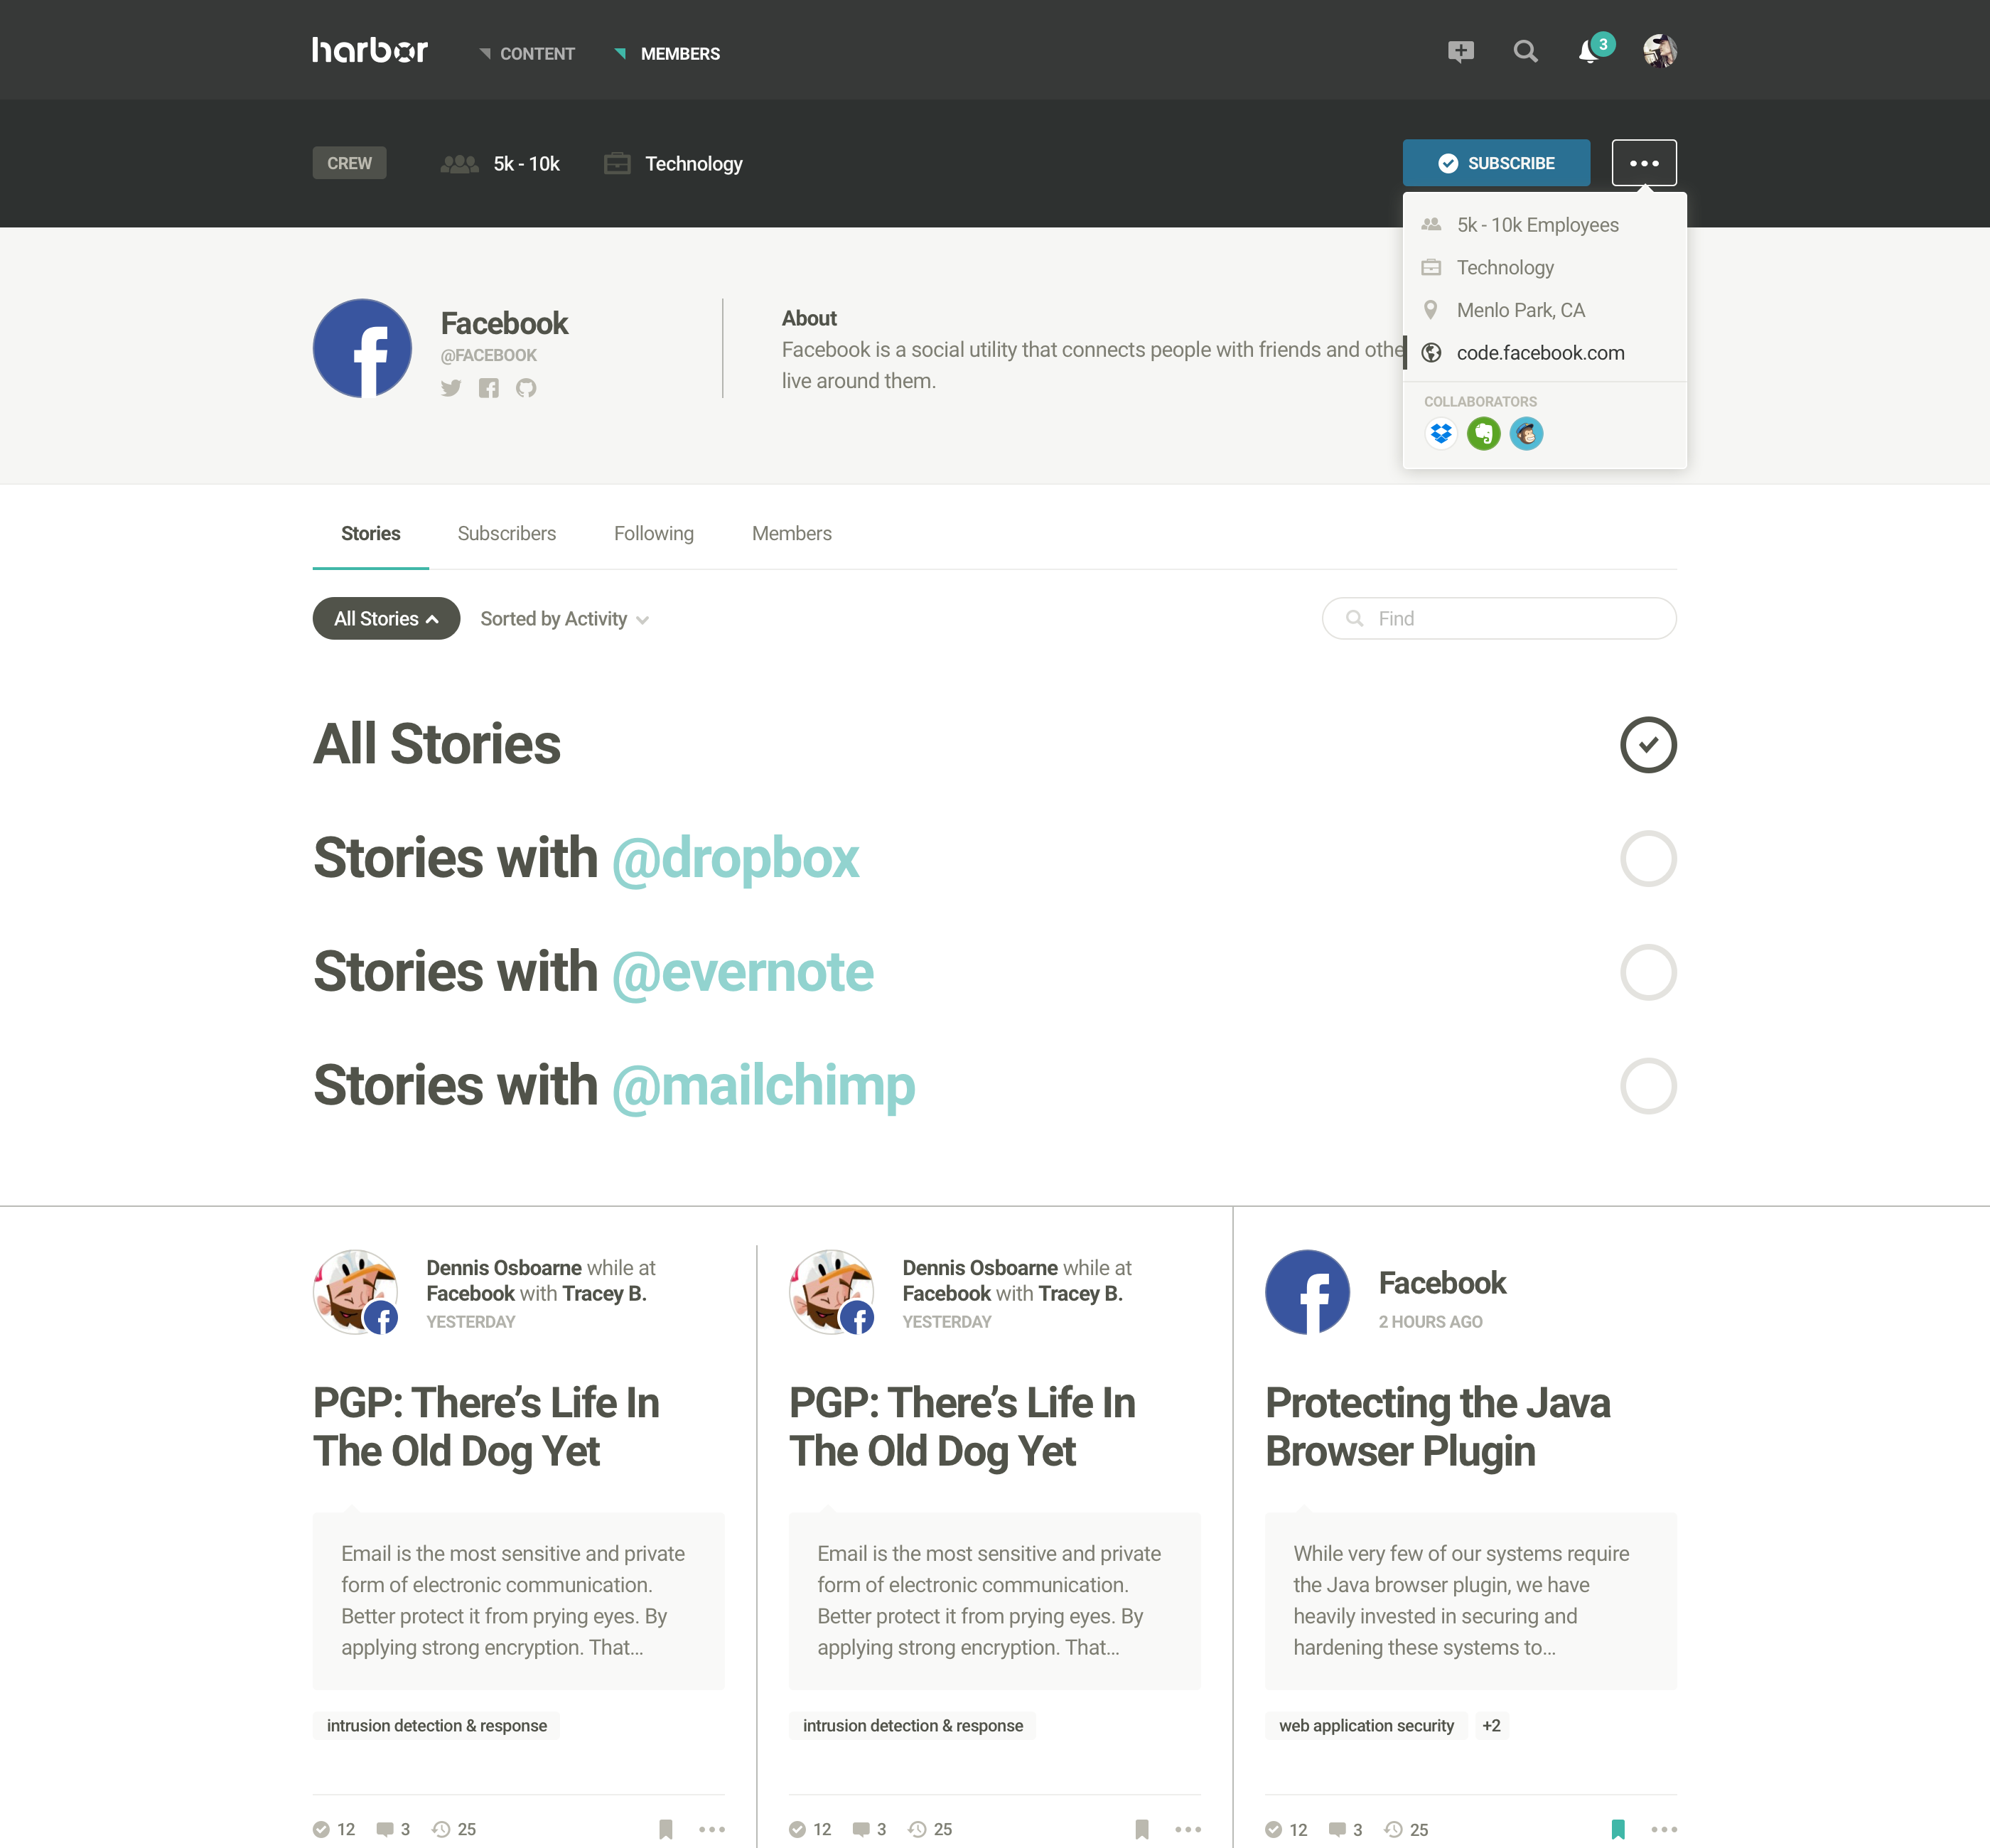 harbor
CONTENT
MEMBERS
3
CREW
5k - 10k
Technology
SUBSCRIBE
5k - 10k Employees
Technology
Menlo Park, CA
code.facebook.com
COLLABORATORS
Facebook
@FACEBOOK
About
Facebook is a social utility that connects people with friends and othe
live around them.
Stories
Subscribers
Following
Members
All Stories
Sorted by Activity
Find
All Stories
Stories with @dropbox
Stories with @evernote
Stories with @mailchimp
Dennis Osboarne while at
Facebook with Tracey B.
YESTERDAY
PGP: There’s Life In
The Old Dog Yet
Email is the most sensitive and private
form of electronic communication.
Better protect it from prying eyes. By
applying strong encryption. That...
intrusion detection & response
12
3
25
Dennis Osboarne while at
Facebook with Tracey B.
YESTERDAY
PGP: There’s Life In
The Old Dog Yet
Email is the most sensitive and private
form of electronic communication.
Better protect it from prying eyes. By
applying strong encryption. That...
intrusion detection & response
12
3
25
Facebook
2 HOURS AGO
Protecting the Java
Browser Plugin
While very few of our systems require
the Java browser plugin, we have
heavily invested in securing and
hardening these systems to...
web application security
+2
12
3
25